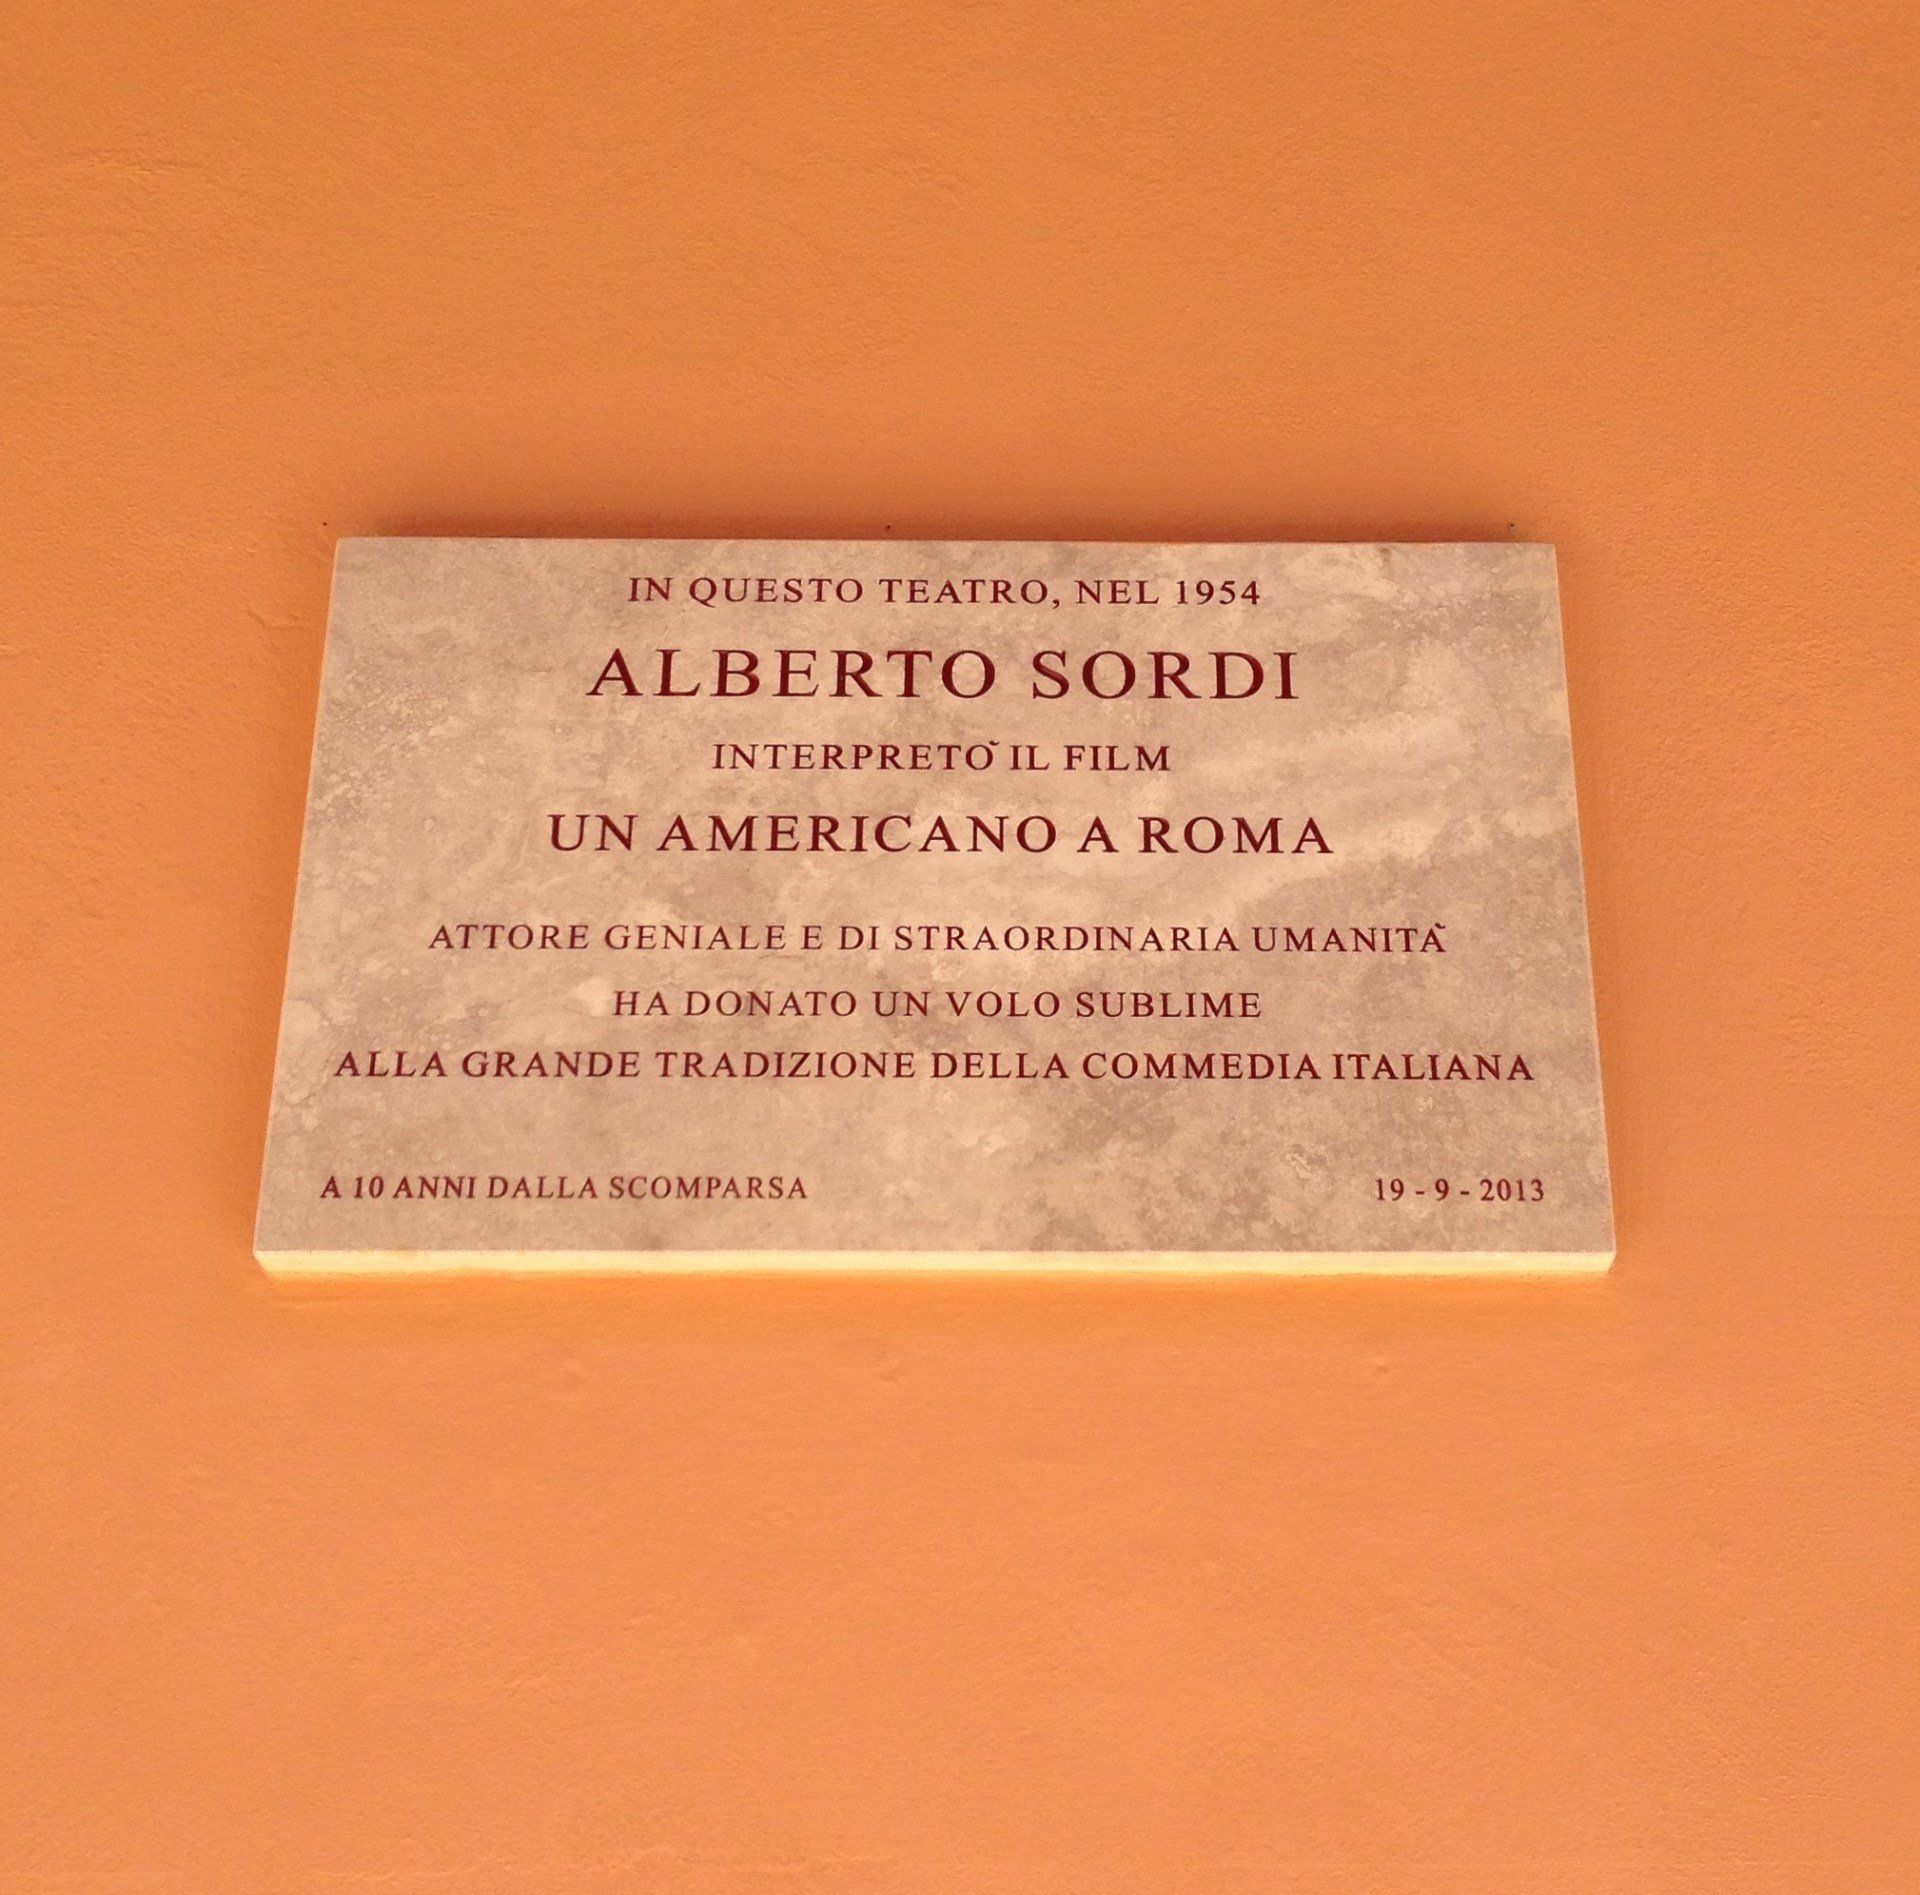 IN QUESTO TEATRO, NEL 1954
ALBERTO SORDI
INTERPRETÒ IL FILM
UN AMERICANO A ROMA
ATTORE GENIALE E DI STRAORDINARIA UMANITÀ
HA DONATO UN VOLO SUBLIME
ALLA GRANDE TRADIZIONE DELLA COMMEDIA ITALIANA
A 10 ANNI DALLA SCOMPARSA 19 - 9 - 2013